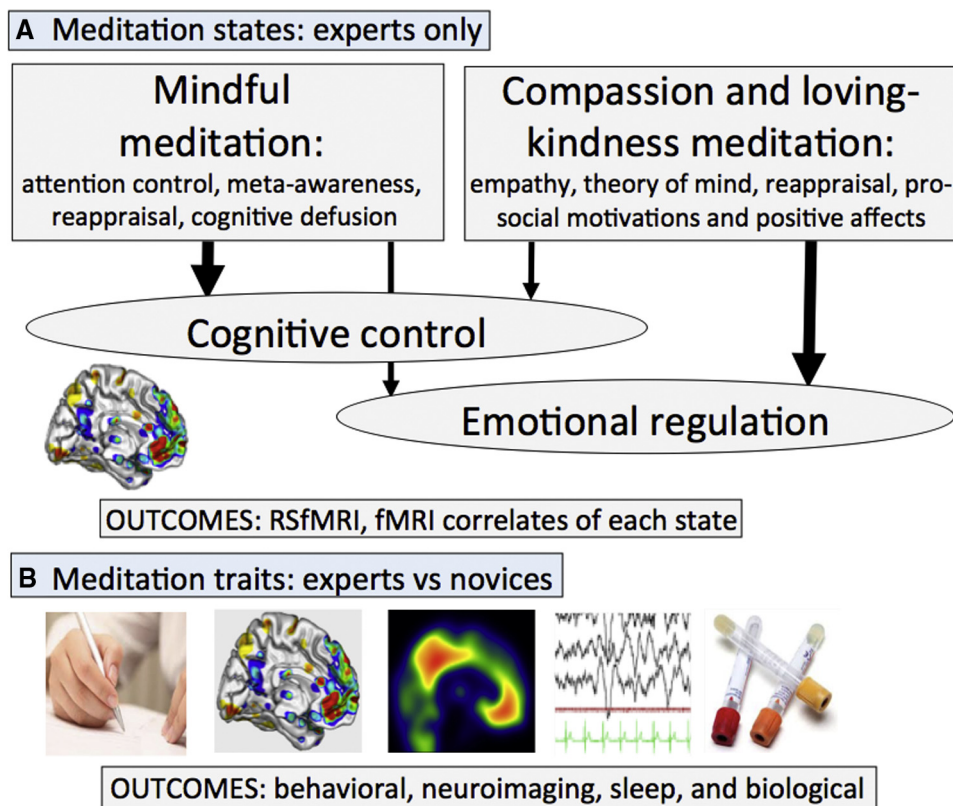 A Meditation states: experts only
Mindful
meditation:
attention control, meta-awareness,
reappraisal, cognitive defusion
Compassion and loving-
kindness meditation:
empathy, theory of mind, reappraisal, pro-
social motivations and positive affects
Cognitive control
Emotional regulation
OUTCOMES: RSfMRI, fMRI correlates of each state
B Meditation traits: experts vs novices
OUTCOMES: behavioral, neuroimaging, sleep, and biological